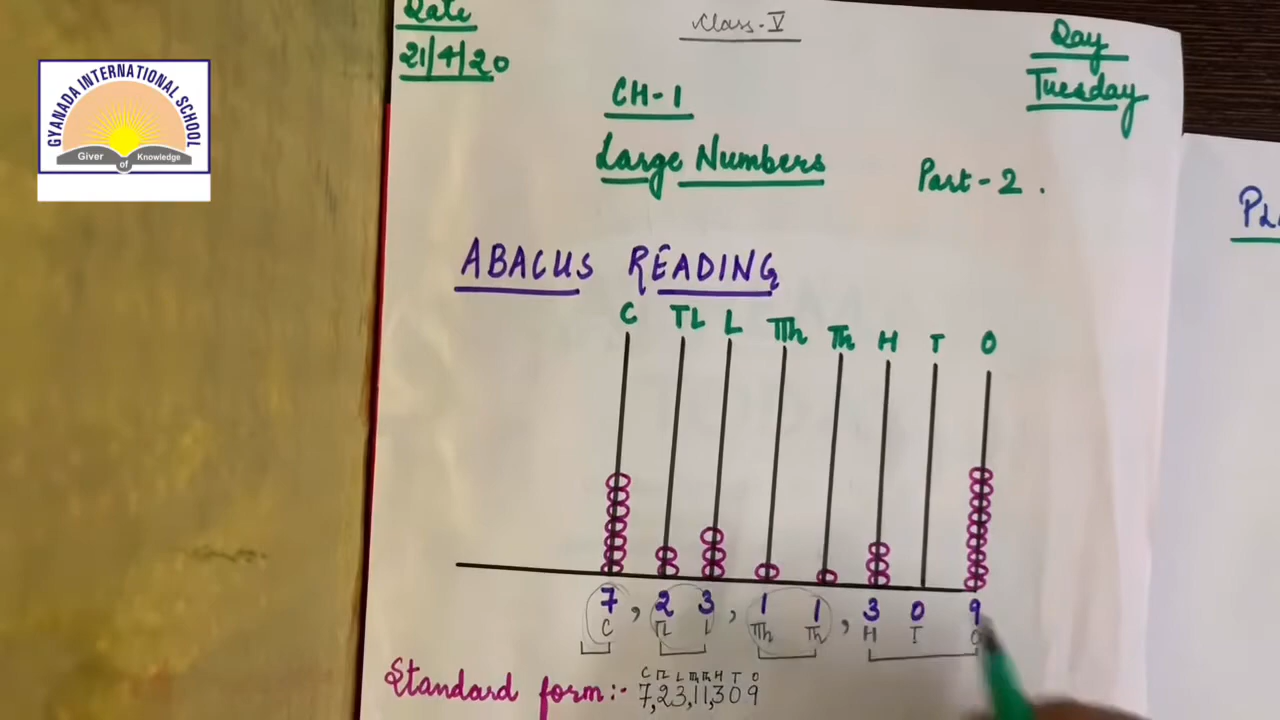 GYANADA INTERNATIONAL SCHOOL
Giver of Knowledge
Date
21/4/20
Class-V
Day
Tuesday
CH-1
Large Numbers
Part-2.
ABACUS READING
C TL L TTh Th H T O
7, 2 3, 1 1, 3 0 9
C TL L TTh Th H T O
C TL L TTh Th H T O
Standard form:- 7,23,11,309